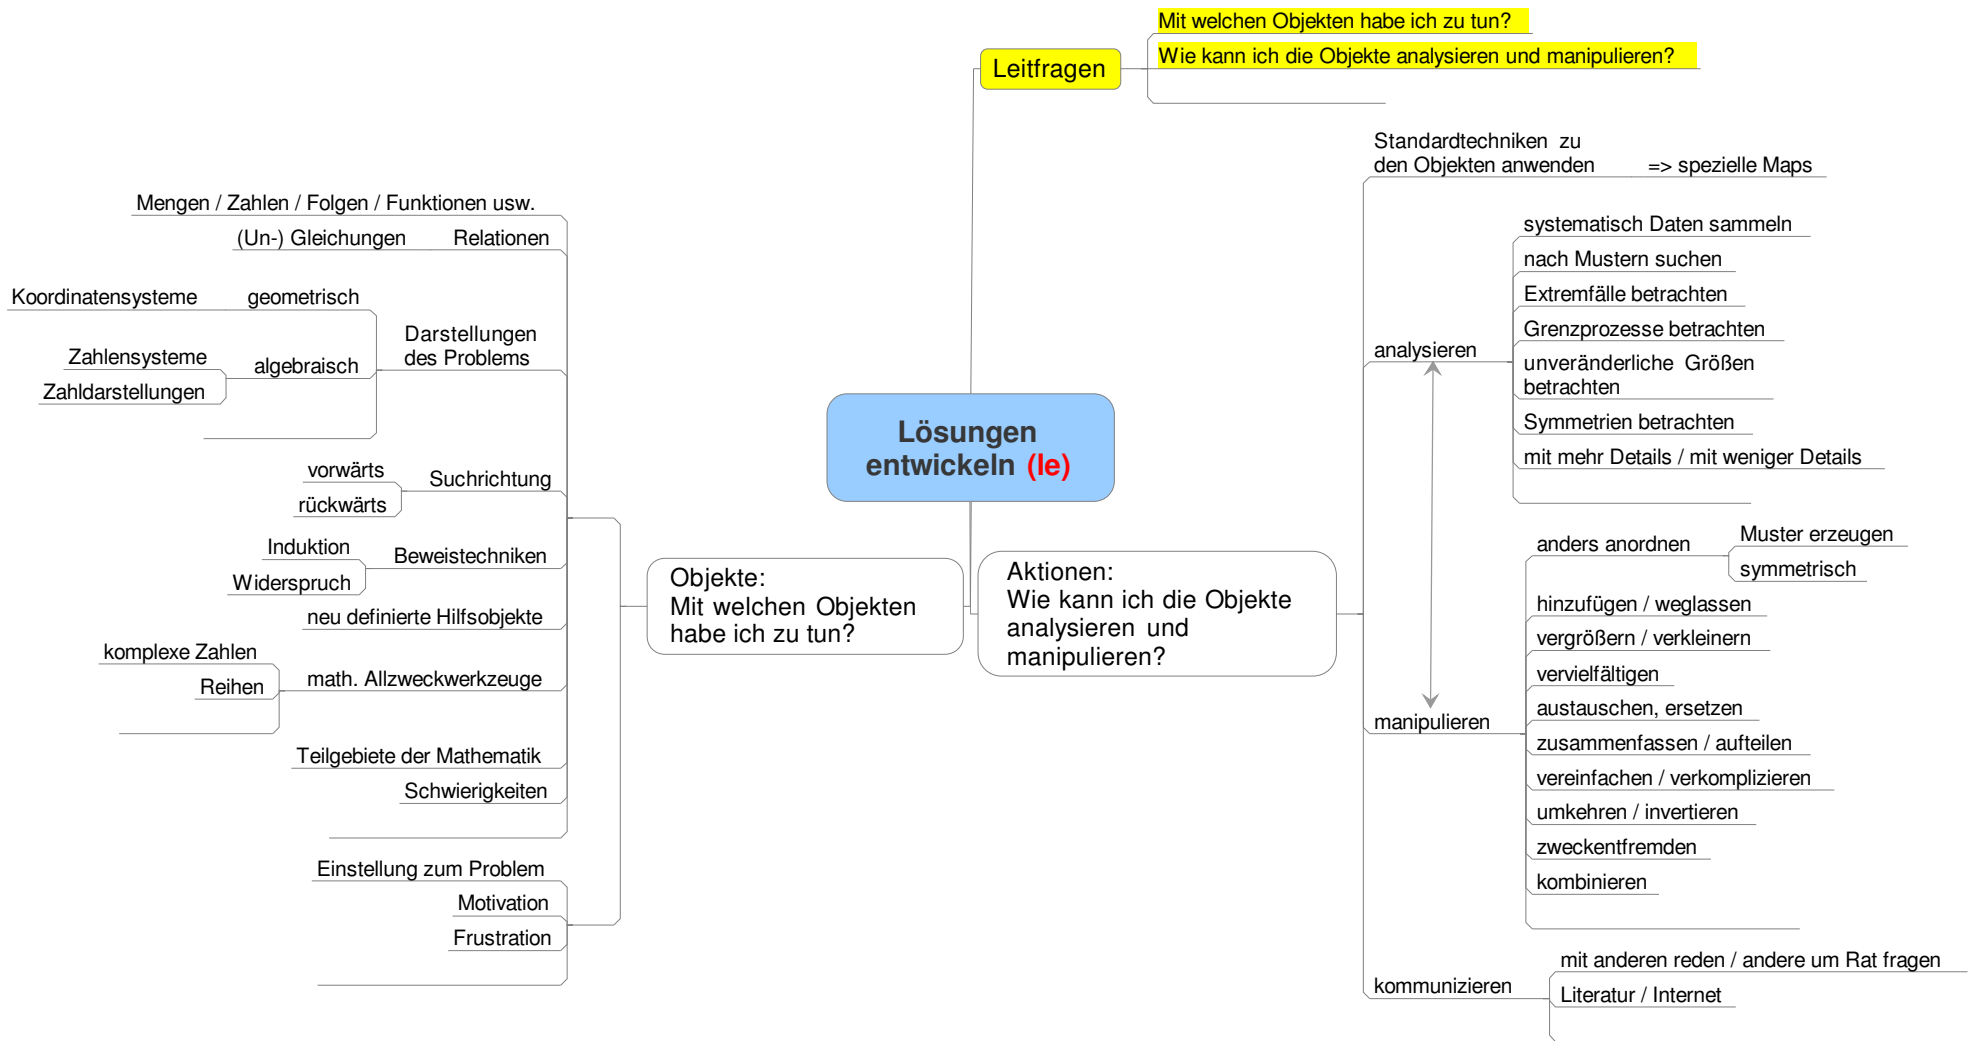 Mit welchen Objekten habe ich zu tun?
Wie kann ich die Objekte analysieren und manipulieren?
Leitfragen
Lösungen
entwickeln (le)
Objekte:
Mit welchen Objekten
habe ich zu tun?
Mengen / Zahlen / Folgen / Funktionen usw.
(Un-) Gleichungen
Relationen
Koordinatensysteme
geometrisch
Darstellungen
des Problems
Zahlensysteme
algebraisch
Zahldarstellungen
vorwärts
Suchrichtung
rückwärts
Induktion
Beweistechniken
Widerspruch
neu definierte Hilfsobjekte
komplexe Zahlen
math. Allzweckwerkzeuge
Reihen
Teilgebiete der Mathematik
Schwierigkeiten
Einstellung zum Problem
Motivation
Frustration
Aktionen:
Wie kann ich die Objekte
analysieren und
manipulieren?
Standardtechniken zu
den Objekten anwenden
=> spezielle Maps
analysieren
systematisch Daten sammeln
nach Mustern suchen
Extremfälle betrachten
Grenzprozesse betrachten
unveränderliche Größen
betrachten
Symmetrien betrachten
mit mehr Details / mit weniger Details
manipulieren
anders anordnen
Muster erzeugen
symmetrisch
hinzufügen / weglassen
vergrößern / verkleinern
vervielfältigen
austauschen, ersetzen
zusammenfassen / aufteilen
vereinfachen / verkomplizieren
umkehren / invertieren
zweckentfremden
kombinieren
kommunizieren
mit anderen reden / andere um Rat fragen
Literatur / Internet